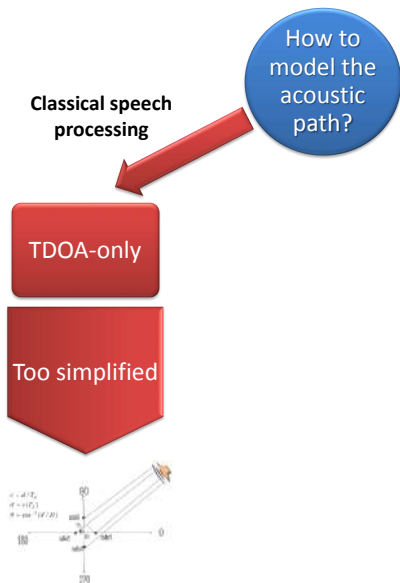 How to
model the
acoustic
path?
Classical speech
processing
TDOA-only
Too simplified
90
180
0
270